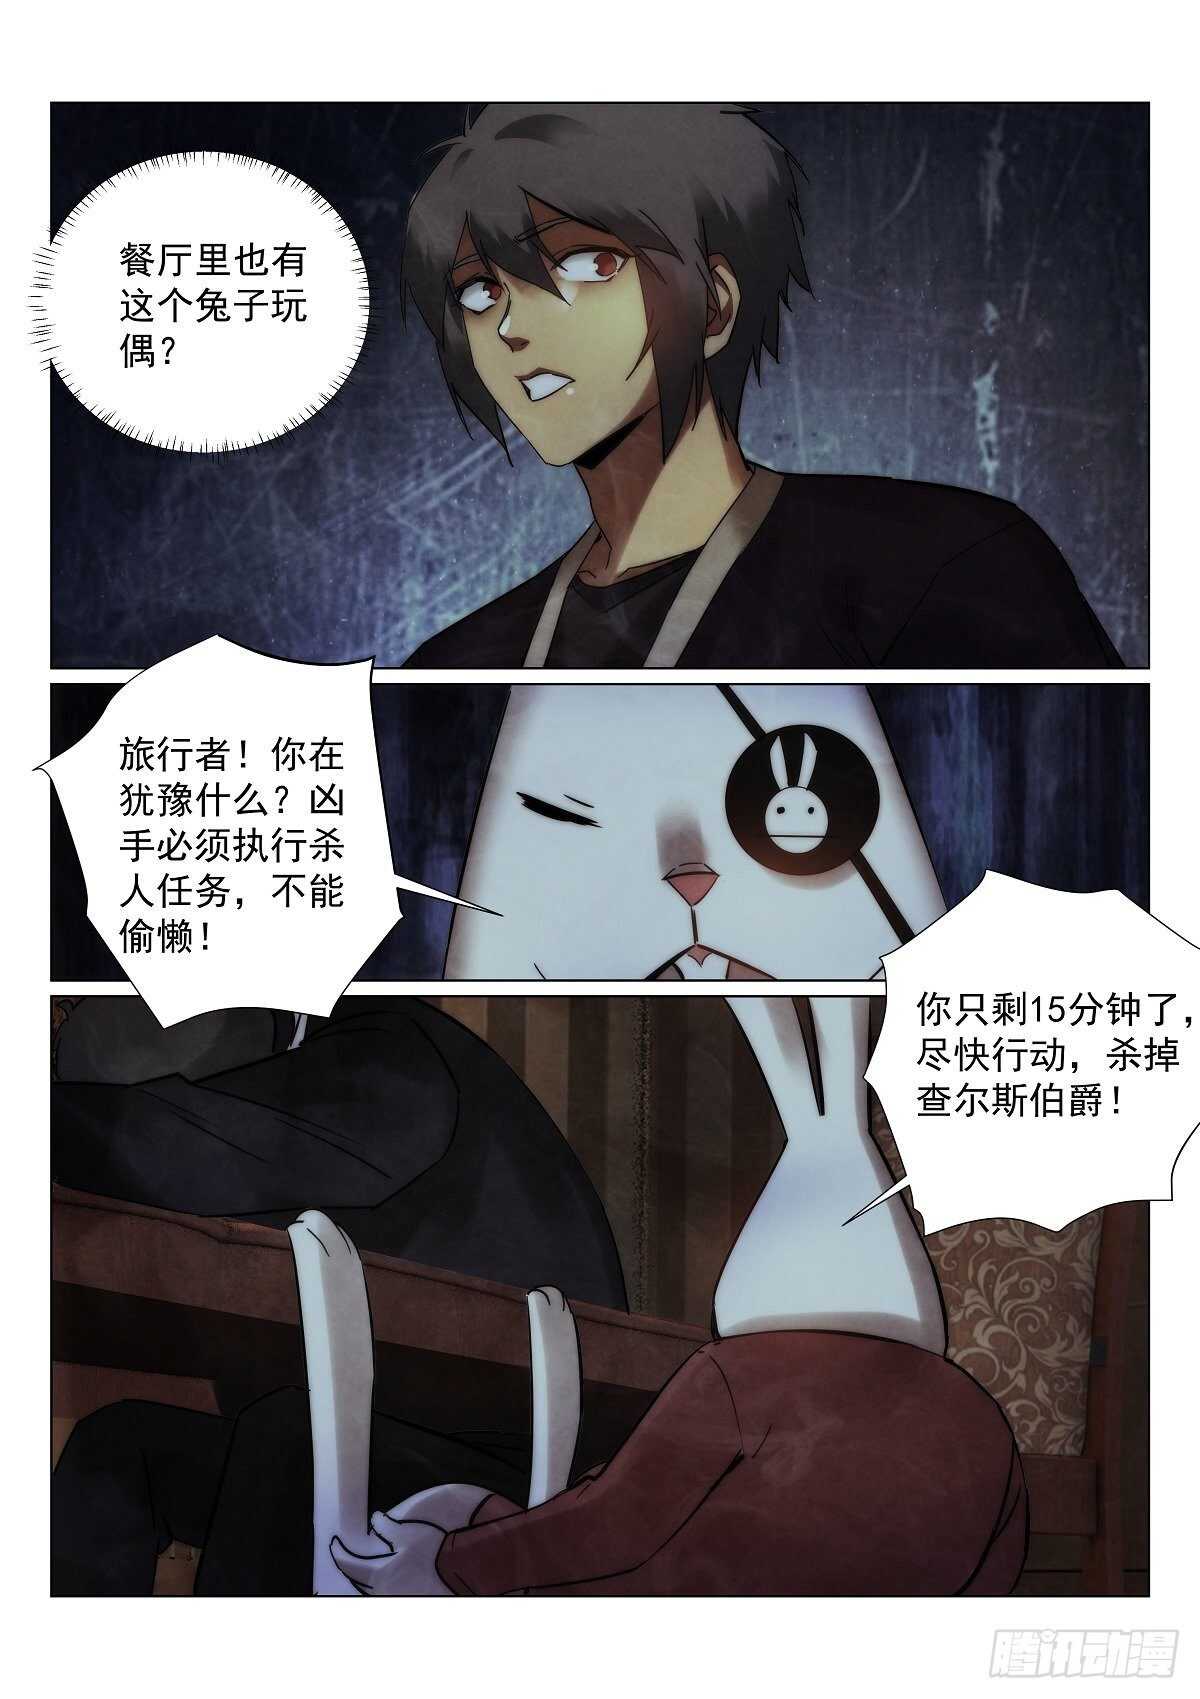 餐厅里也有
这个兔子玩
偶？
旅行者！你在
犹豫什么？凶
手必须执行杀
人任务，不能
偷懒！
你只剩15分钟了，
尽快行动，杀掉
查尔斯伯爵！
腾讯动漫